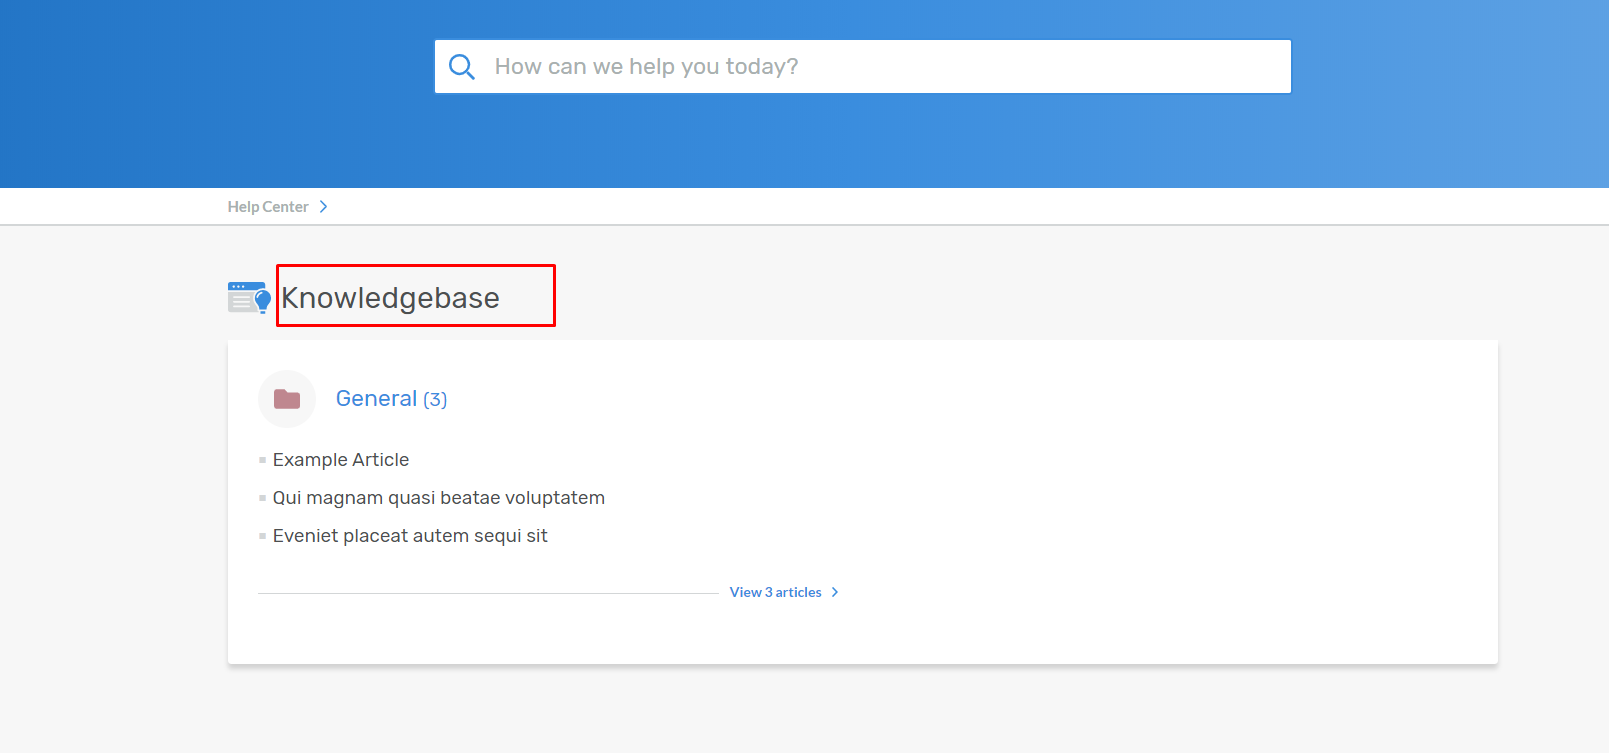 How can we help you today?
Help Center
Knowledgebase
General (3)
Example Article
Qui magnam quasi beatae voluptatem
Eveniet placeat autem sequi sit
View 3 articles